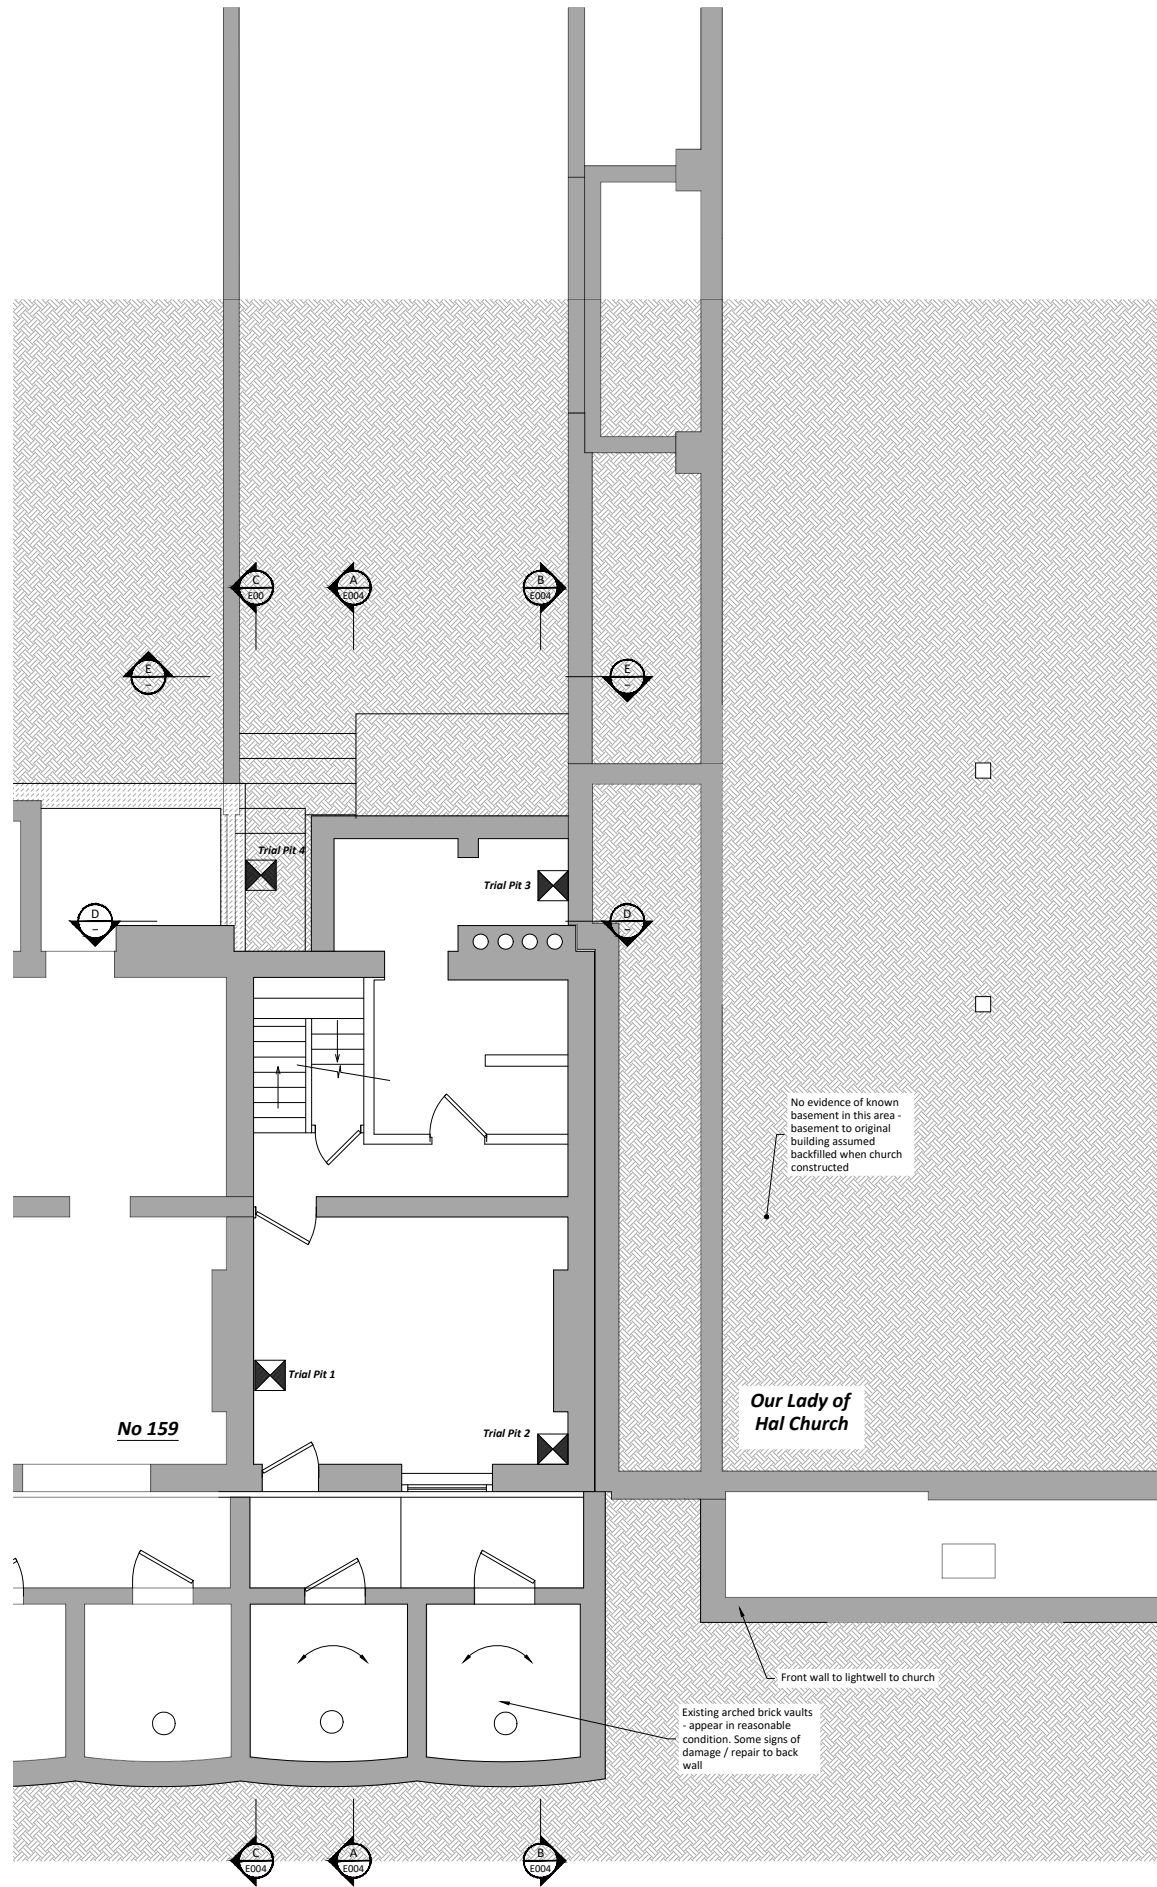 C
E00
A
E004
B
E004
E
–
E
–
Trial Pit 4
Trial Pit 3
D
–
D
–
No evidence of known
basement in this area -
basement to original
building assumed
backfilled when church
constructed
Trial Pit 1
Our Lady of
Hal Church
No 159
Trial Pit 2
Front wall to lightwell to church
Existing arched brick vaults
- appear in reasonable
condition. Some signs of
damage / repair to back
wall
C
E004
A
E004
B
E004